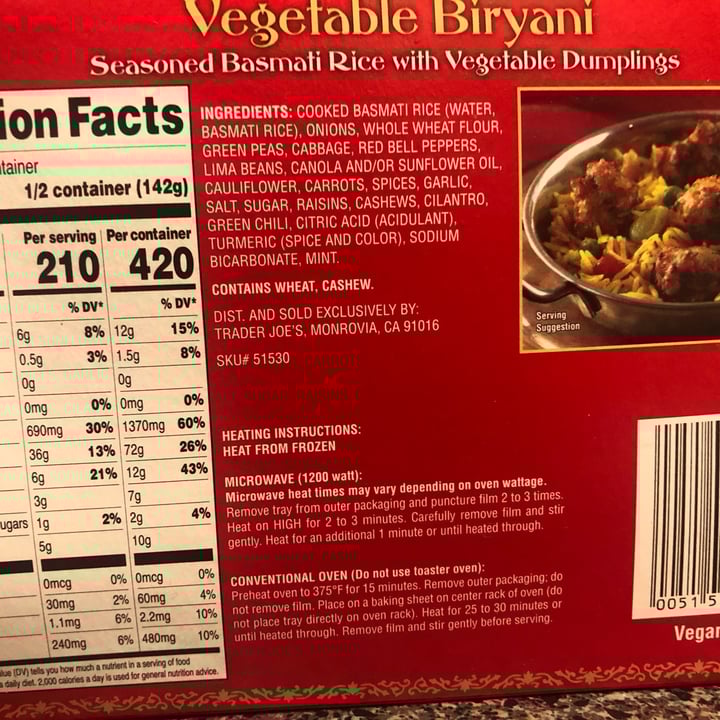 Vegetable Biryani
Seasoned Basmati Rice with Vegetable Dumplings
ion Facts
tainer
1/2 container (142g)
Per serving Per container
210 420
% DV* % DV*
6g 8% 12g 15%
0.5g 3% 1.5g 8%
0g 0g
0mg 0% 0mg 0%
690mg 30% 1370mg 60%
36g 13% 72g 26%
6g 21% 12g 43%
3g 7g
ugars 1g 2% 2g 4%
5g 10g
0mcg 0% 0mcg 0%
30mg 2% 60mg 4%
1.1mg 6% 2.2mg 10%
240mg 6% 480mg 10%
alue (DV) tells you how much a nutrient in a serving of food
a daily diet. 2,000 calories a day is used for general nutrition advice.
INGREDIENTS: COOKED BASMATI RICE (WATER,
BASMATI RICE), ONIONS, WHOLE WHEAT FLOUR,
GREEN PEAS, CABBAGE, RED BELL PEPPERS,
LIMA BEANS, CANOLA AND/OR SUNFLOWER OIL,
CAULIFLOWER, CARROTS, SPICES, GARLIC,
SALT, SUGAR, RAISINS, CASHEWS, CILANTRO,
GREEN CHILI, CITRIC ACID (ACIDULANT),
TURMERIC (SPICE AND COLOR), SODIUM
BICARBONATE, MINT.
CONTAINS WHEAT, CASHEW.
DIST. AND SOLD EXCLUSIVELY BY:
TRADER JOE'S, MONROVIA, CA 91016
SKU# 51530
HEATING INSTRUCTIONS:
HEAT FROM FROZEN
MICROWAVE (1200 watt):
Microwave heat times may vary depending on oven wattage.
Remove tray from outer packaging and puncture film 2 to 3 times.
Heat on HIGH for 2 to 3 minutes. Carefully remove film and stir
gently. Heat for an additional 1 minute or until heated through.
CONVENTIONAL OVEN (Do not use toaster oven):
Preheat oven to 375°F for 15 minutes. Remove outer packaging; do
not remove film. Place on a baking sheet on center rack of oven (do
not place tray directly on oven rack). Heat for 25 to 30 minutes or
until heated through. Remove film and stir gently before serving.
Serving
Suggestion
0051 5
Vegan